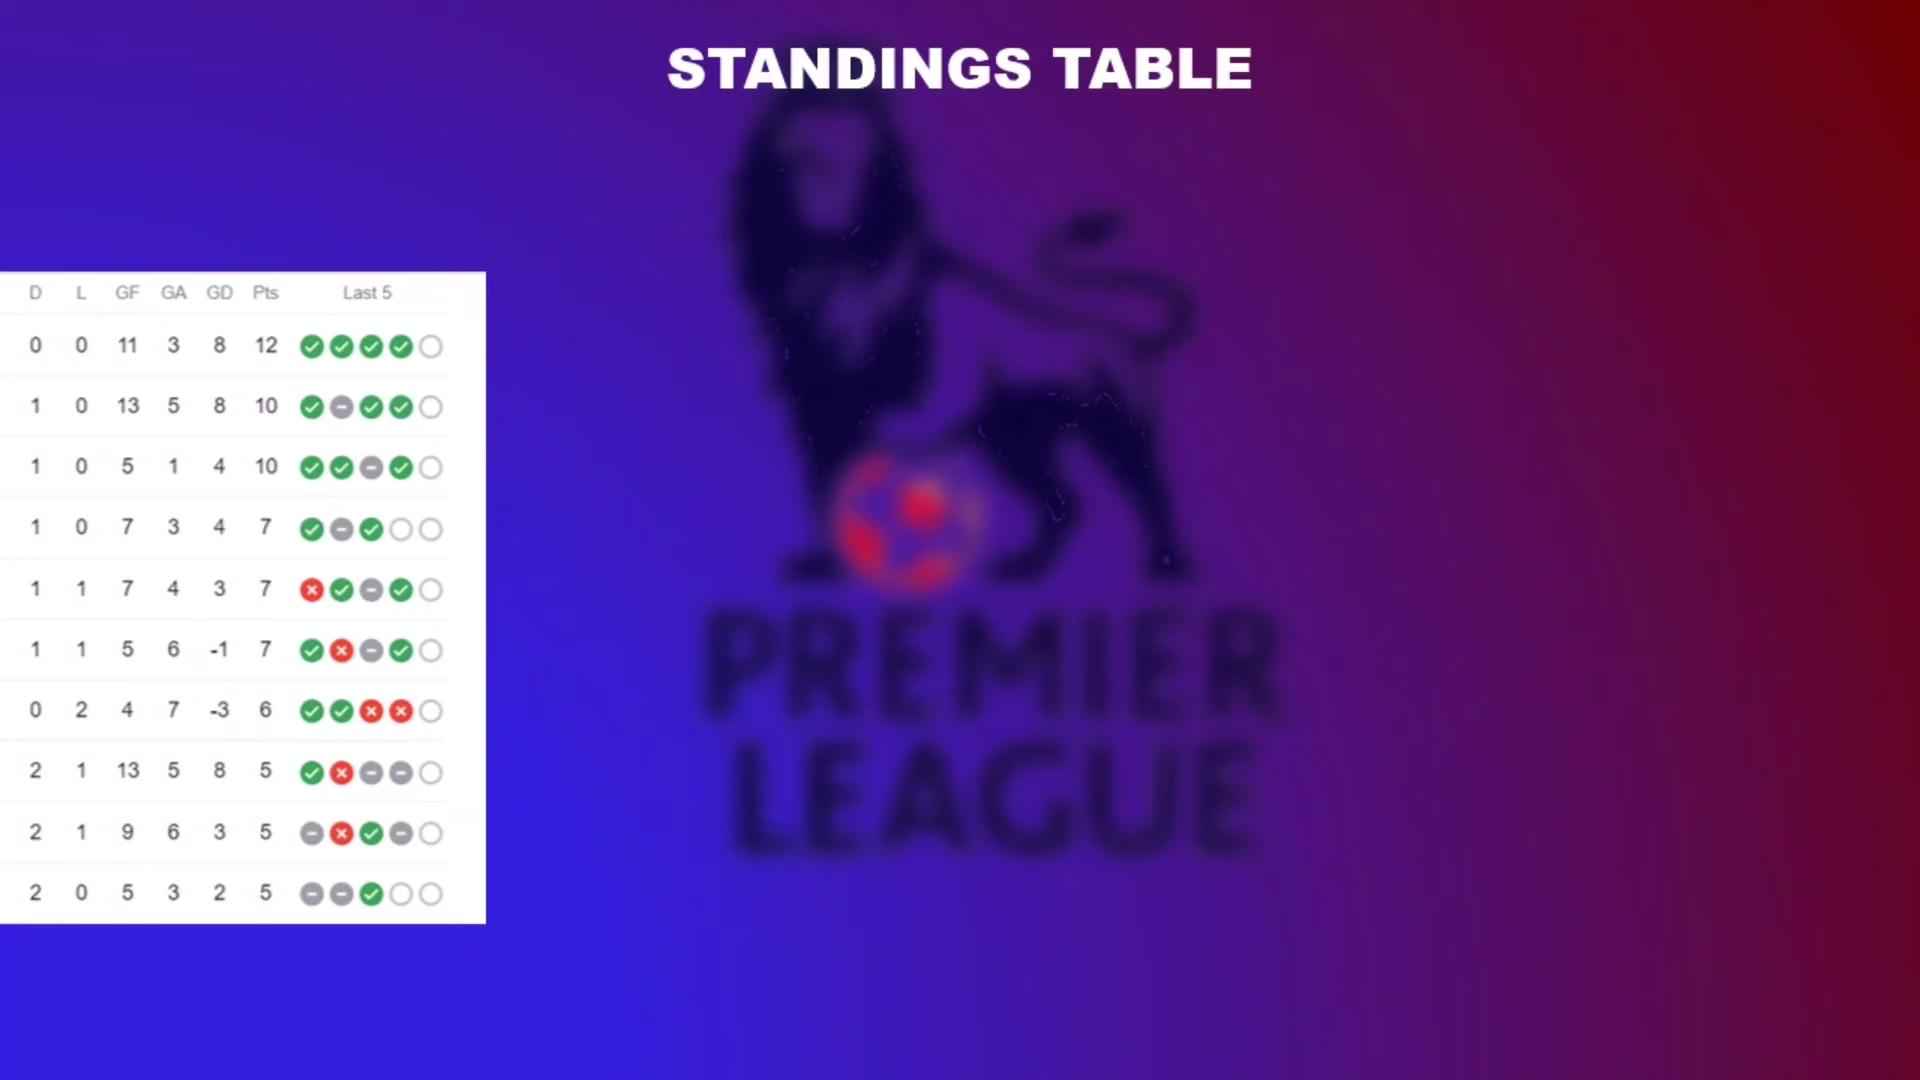 STANDINGS TABLE
D L GF GA GD Pts Last 5
0 0 11 3 8 12
1 0 13 5 8 10
1 0 5 1 4 10
1 0 7 3 4 7
1 1 7 4 3 7
1 1 5 6 -1 7
0 2 4 7 -3 6
2 1 13 5 8 5
2 1 9 6 3 5
2 0 5 3 2 5
PREMIER
LEAGUE